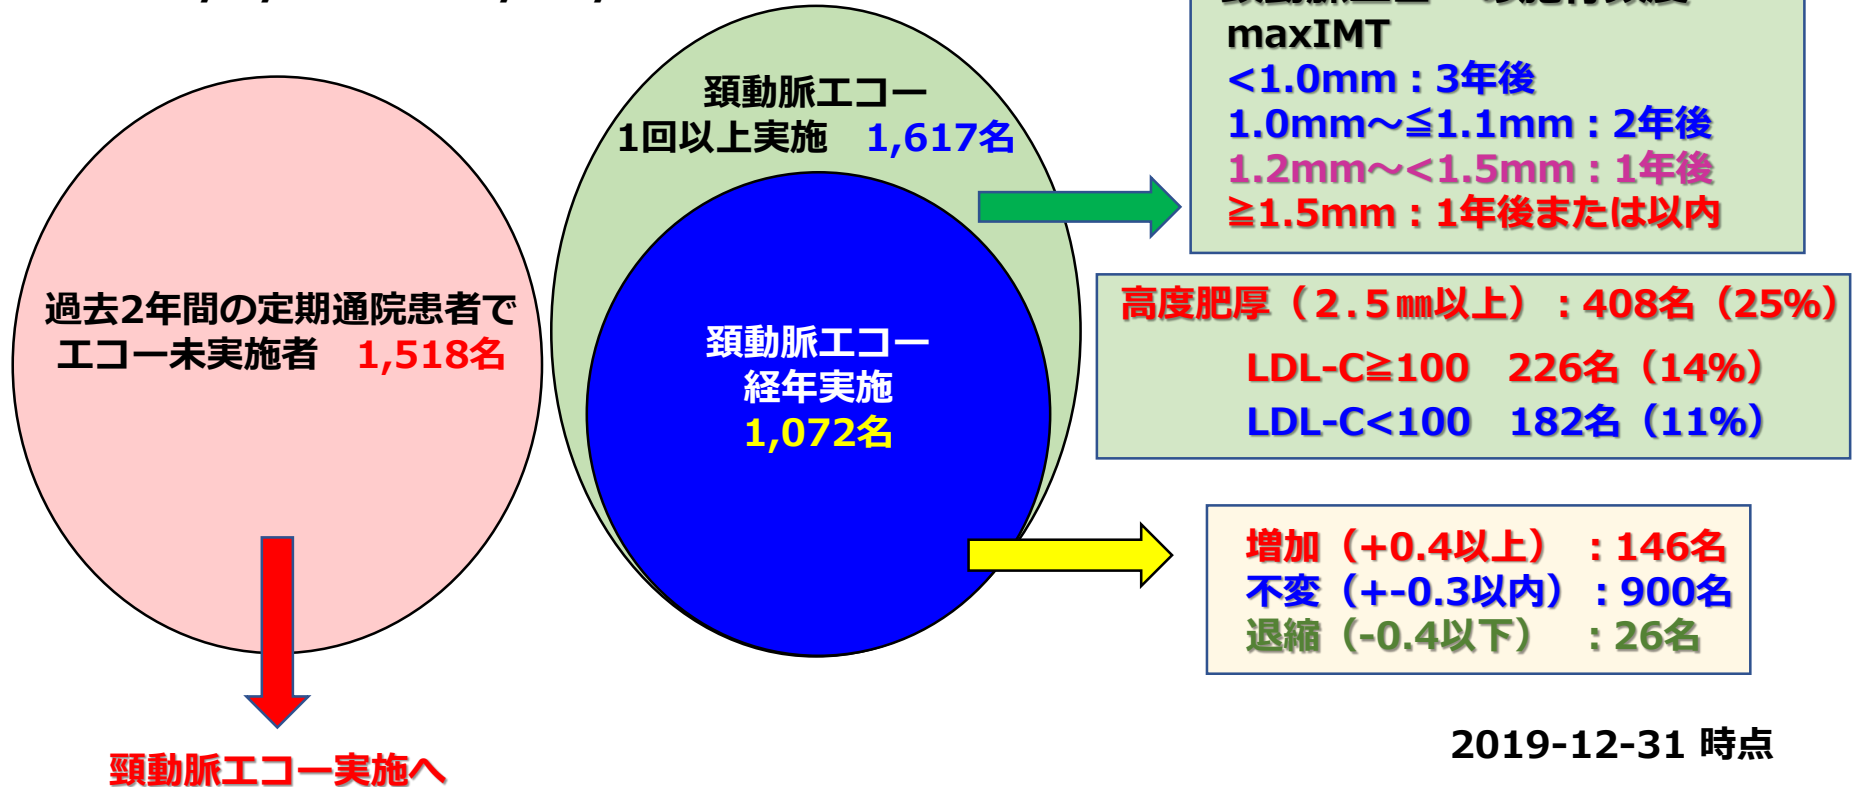 過去2年間の定期通院患者で
エコー未実施者　1,518名
頚動脈エコー実施へ
頚動脈エコー
1回以上実施　1,617名
頚動脈エコー
経年実施
1,072名
maxIMT
<1.0mm：3年後
1.0mm～≦1.1mm：2年後
1.2mm～<1.5mm：1年後
≧1.5mm：1年後または以内
高度肥厚（２.５㎜以上）：408名（25%）
LDL-C≧100　226名（14%）
LDL-C<100　182名（11%）
増加（+0.4以上）：146名
不変（+-0.3以内）：900名
退縮（-0.4以下）　：26名
2019-12-31 時点